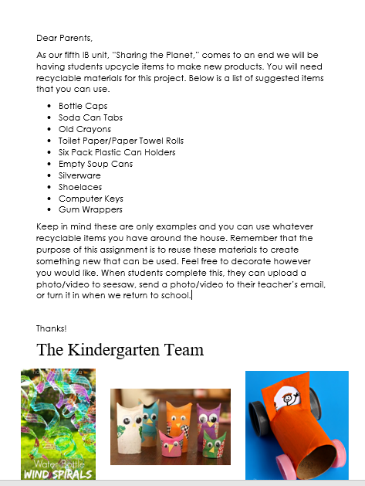 Dear Parents,
As our fifth IB unit, "Sharing the Planet," comes to an end we will be
having students upcycle items to make new products. You will need
recyclable materials for this project. Below is a list of suggested items
that you can use.
• Bottle Caps
• Soda Can Tabs
• Old Crayons
• Toilet Paper/Paper Towel Rolls
• Six Pack Plastic Can Holders
• Empty Soup Cans
• Silverware
• Shoelaces
• Computer Keys
• Gum Wrappers
Keep in mind these are only examples and you can use whatever
recyclable items you have around the house. Remember that the
purpose of this assignment is to reuse these materials to create
something new that can be used. Feel free to decorate however
you would like. When students complete this, they can upload a
photo/video to seesaw, send a photo/video to their teacher's email,
or turn it in when we return to school.
Thanks!
The Kindergarten Team
Water Bottle
WIND SPIRALS